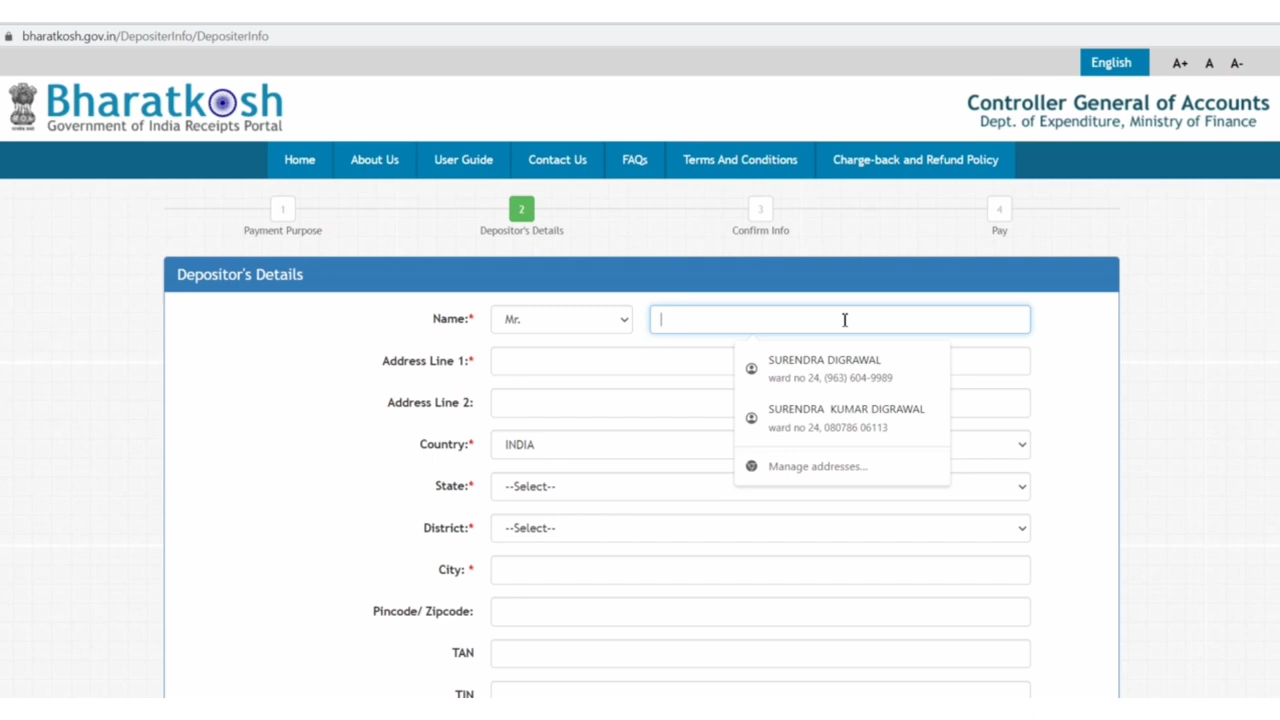 bharatkosh.gov.in/DepositerInfo/DepositerInfo
English A+ A A-
Bharatkosh
Government of India Receipts Portal
Controller General of Accounts
Dept. of Expenditure, Ministry of Finance
Home About Us User Guide Contact Us FAQs Terms And Conditions Charge-back and Refund Policy
1 2 3 4
Payment Purpose Depositor's Details Confirm Info Pay
Depositor's Details
Name:* Mr.
Address Line 1:*
SURENDRA DIGRAWAL
ward no 24, (963) 604-9989
Address Line 2:
SURENDRA KUMAR DIGRAWAL
ward no 24, 080786 06113
Country:* INDIA
Manage addresses...
State:* --Select--
District:* --Select--
City: *
Pincode/ Zipcode:
TAN
TIN